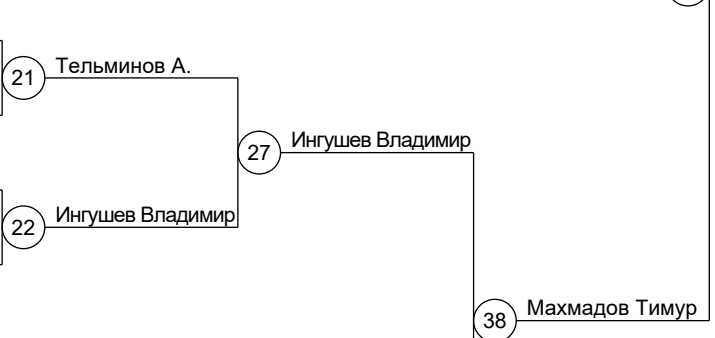 21 Тельминов А.
27 Ингушев Владимир
22 Ингушев Владимир
38 Махмадов Тимур